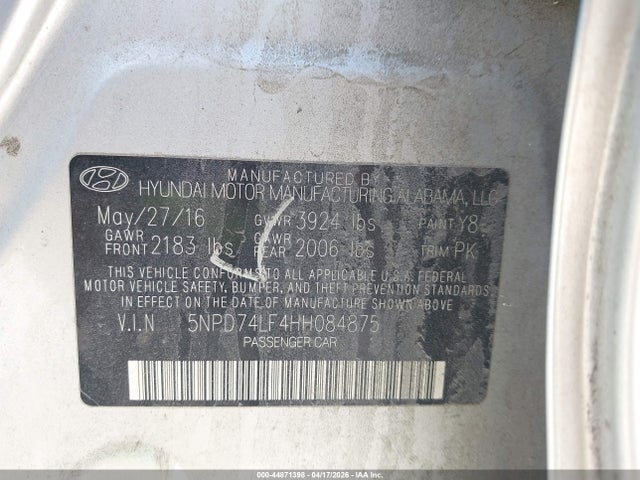 MANUFACTURED BY
HYUNDAI MOTOR MANUFACTURING ALABAMA, LLC
May/27/16 GVWR 3924 lbs PAINT Y8
GAWR FRONT 2183 lbs GAWR REAR 2006 lbs TRIM PK
THIS VEHICLE CONFORMS TO ALL APPLICABLE U.S.A. FEDERAL
MOTOR VEHICLE SAFETY, BUMPER, AND THEFT PREVENTION
STANDARDS IN EFFECT ON THE DATE OF MANUFACTURE SHOWN ABOVE
V.I.N 5NPD74LF4HH084875
PASSENGER CAR
000-44871398 04/17/2026